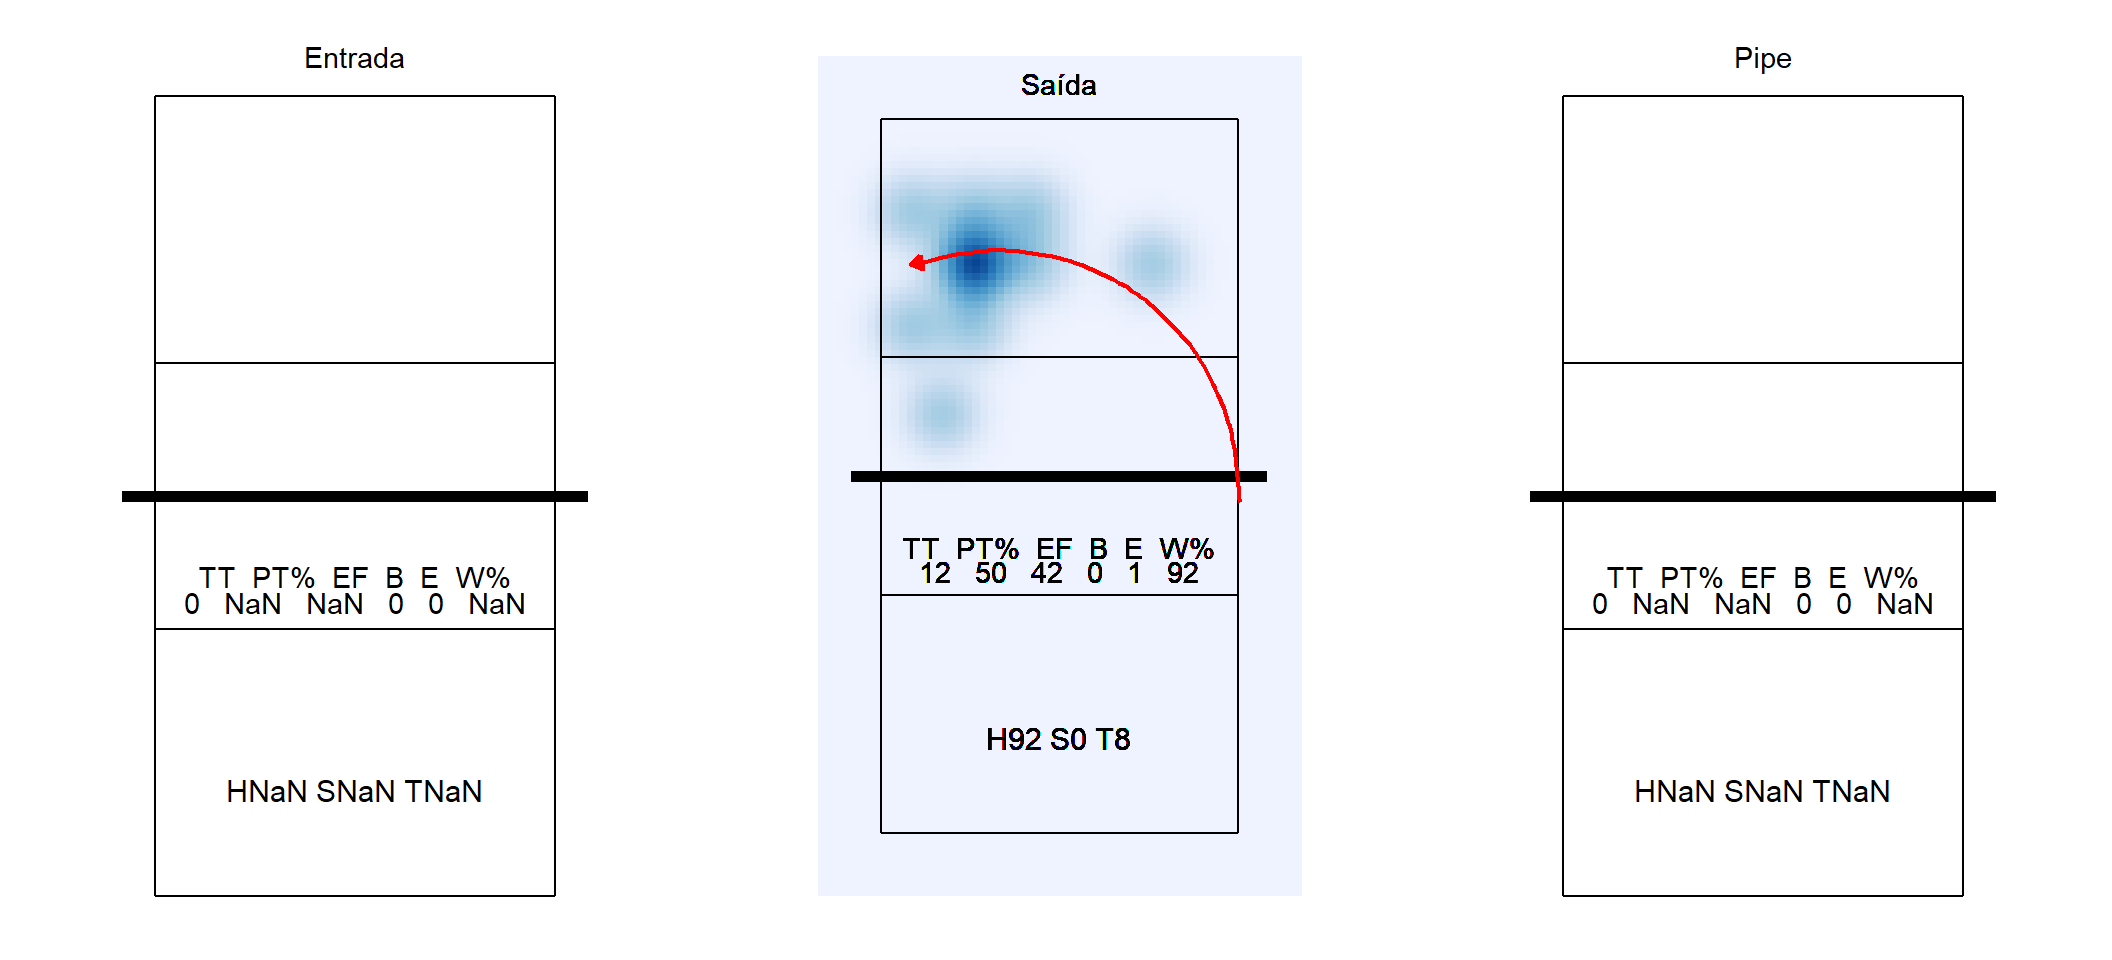 Entrada
TT PT% EF B E W%
0 NaN NaN 0 0 NaN
HNaN SNaN TNaN
Saída
TT PT% EF B E W%
12 50 42 0 1 92
H92 S0 T8
Pipe
TT PT% EF B E W%
0 NaN NaN 0 0 NaN
HNaN SNaN TNaN